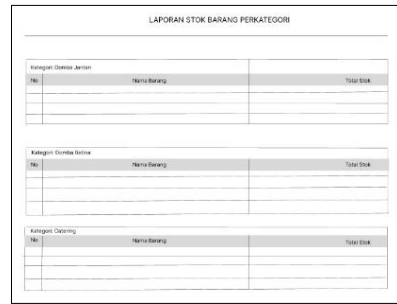 LAPORAN STOK BARANG PERKATEGORI
Kategori: Domba Jantan
No Nama Barang Total Stok
Kategori: Domba Betina
No Nama Barang Total Stok
Kategori: Catering
No Nama Barang Total Stok